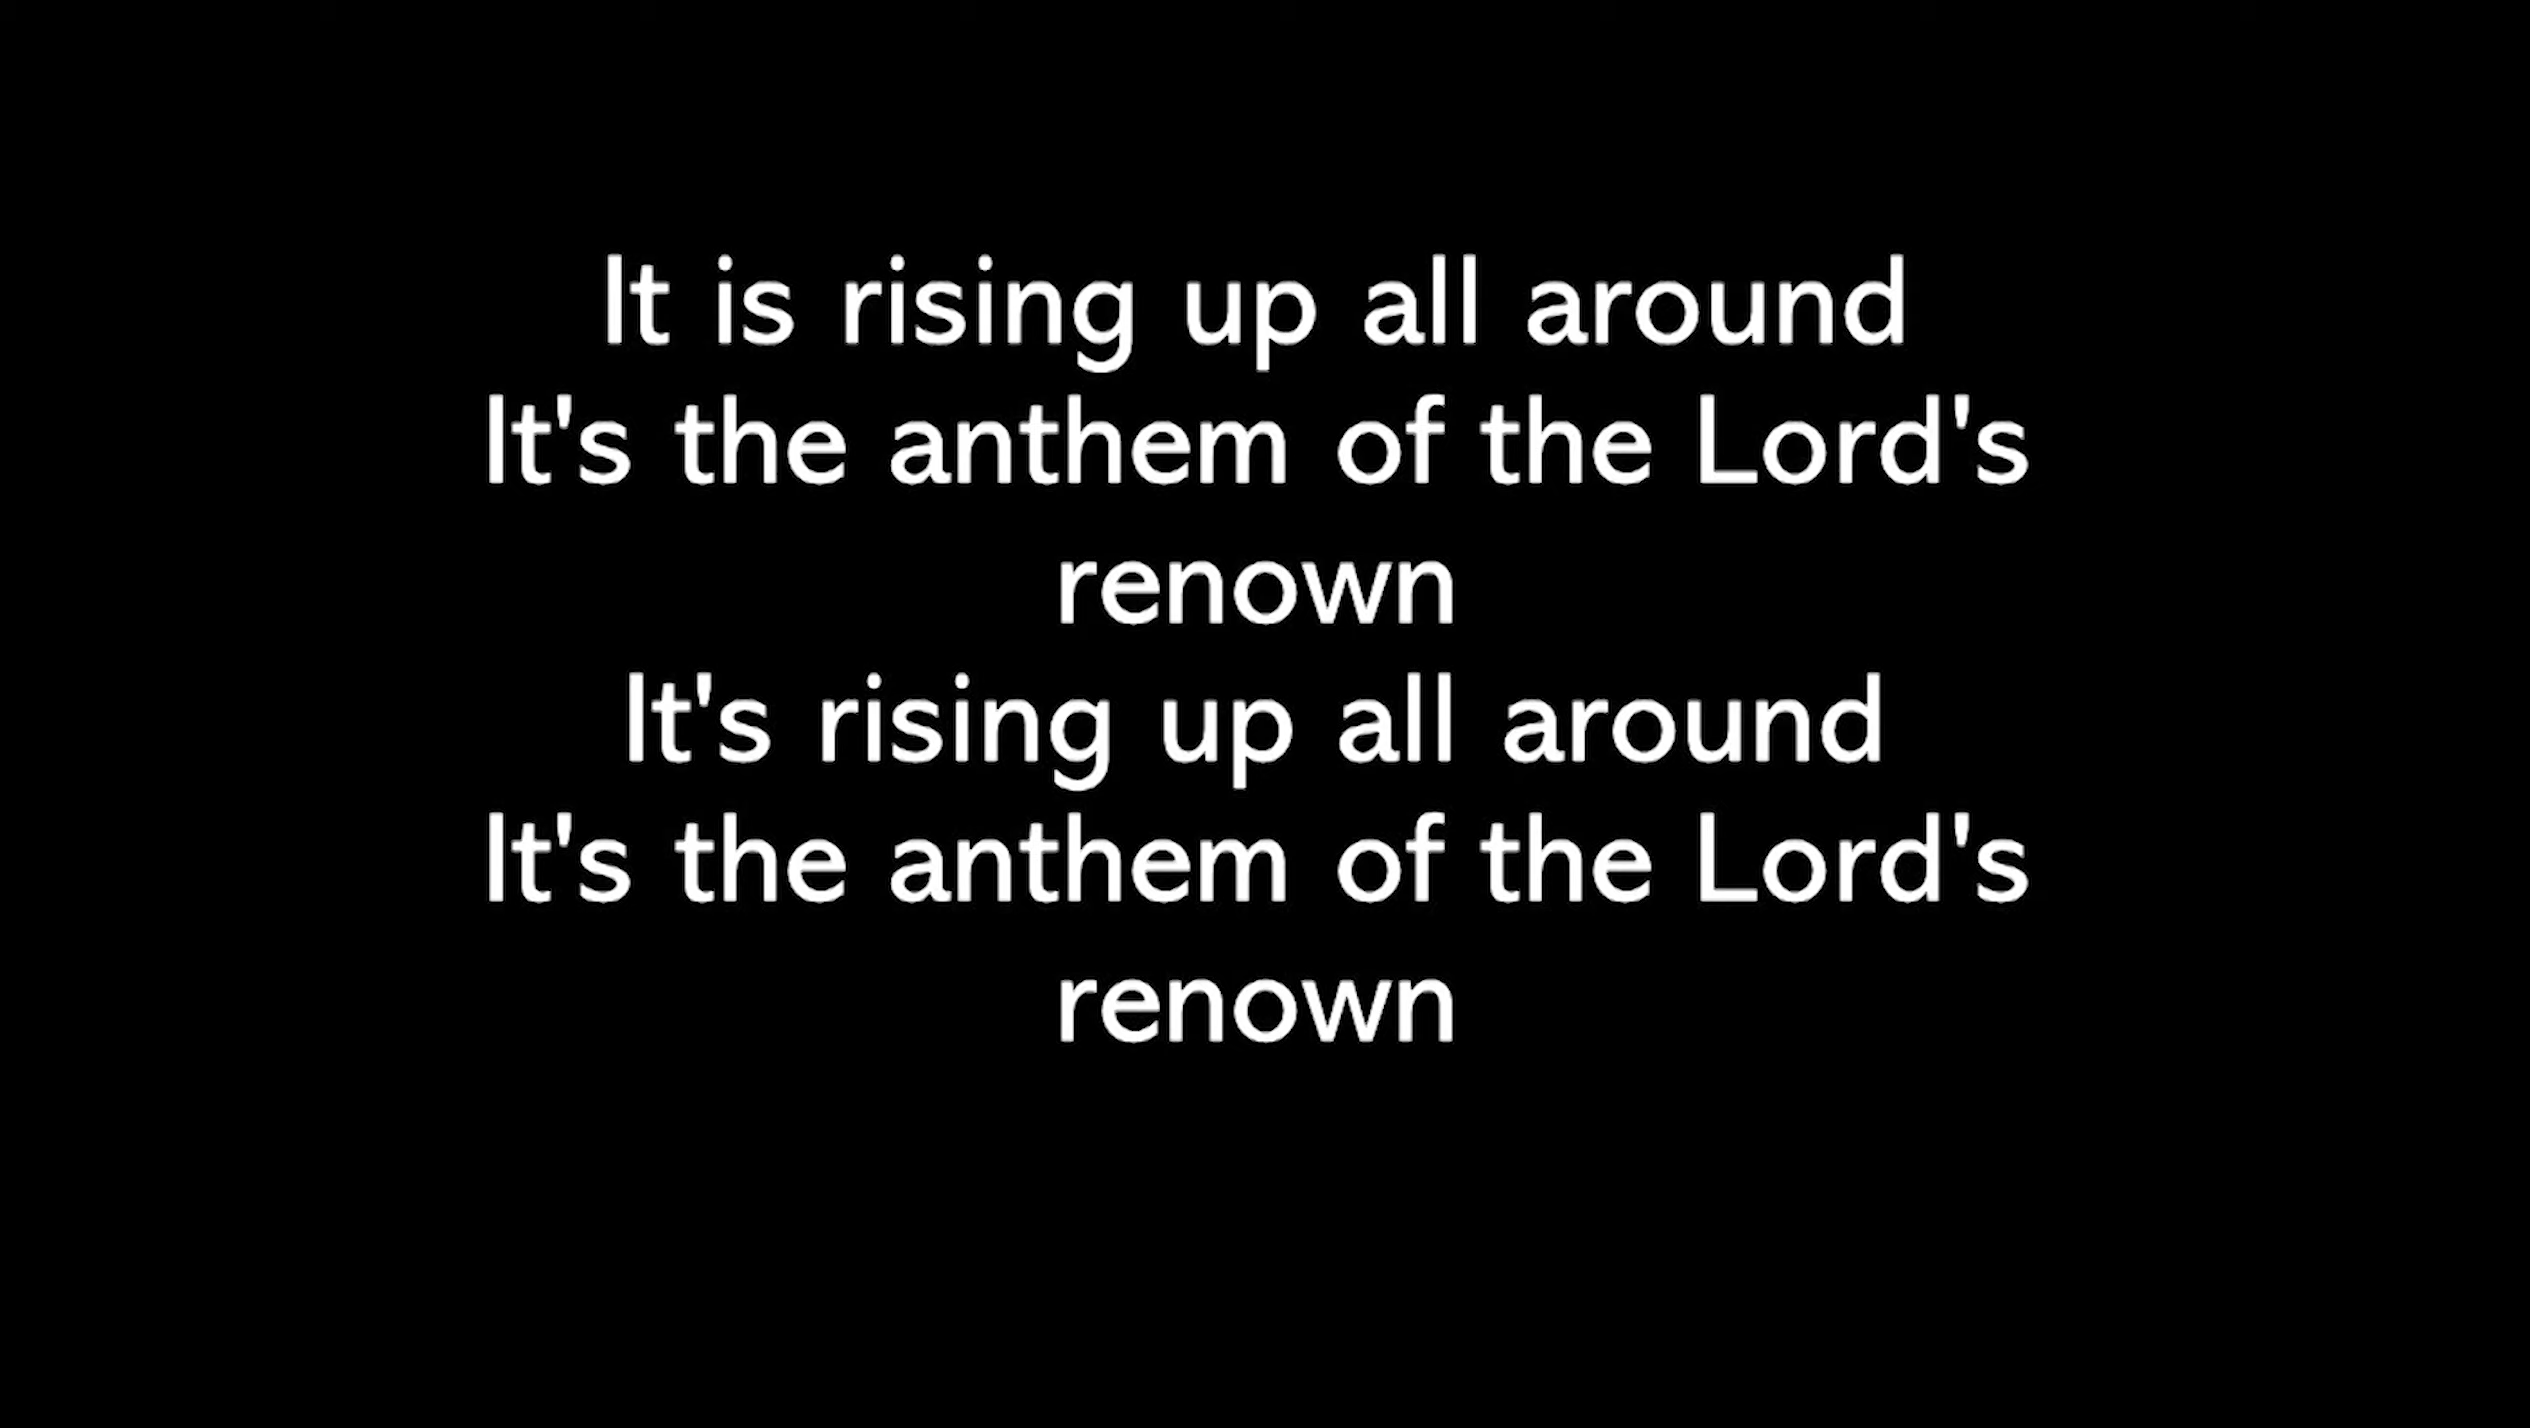 It is rising up all around
It's the anthem of the Lord's
renown
It's rising up all around
It's the anthem of the Lord's
renown